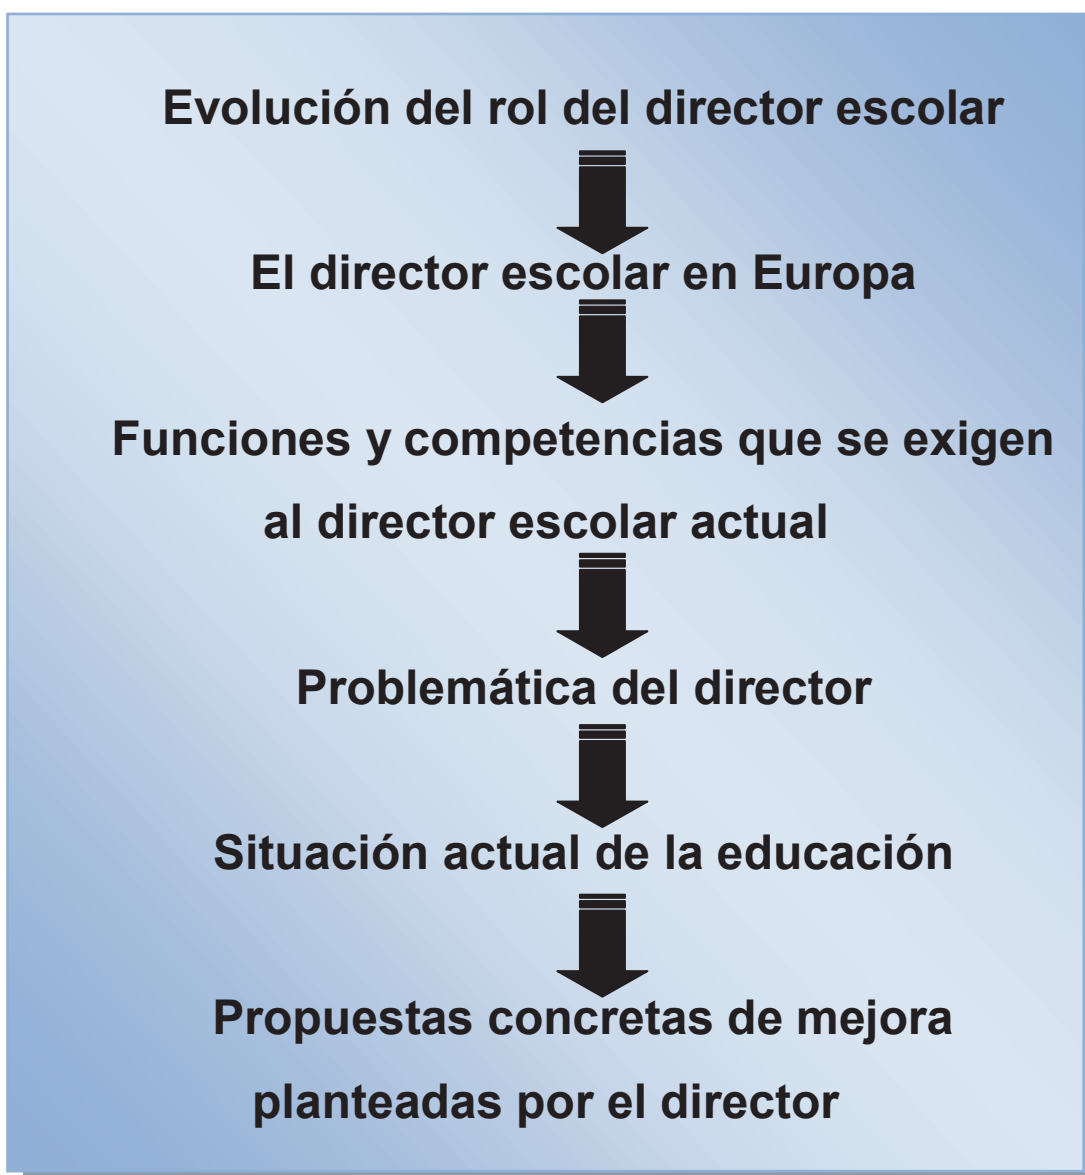 Evolución del rol del director escolar
El director escolar en Europa
Funciones y competencias que se exigen
al director escolar actual
Problemática del director
Situación actual de la educación
Propuestas concretas de mejora
planteadas por el director